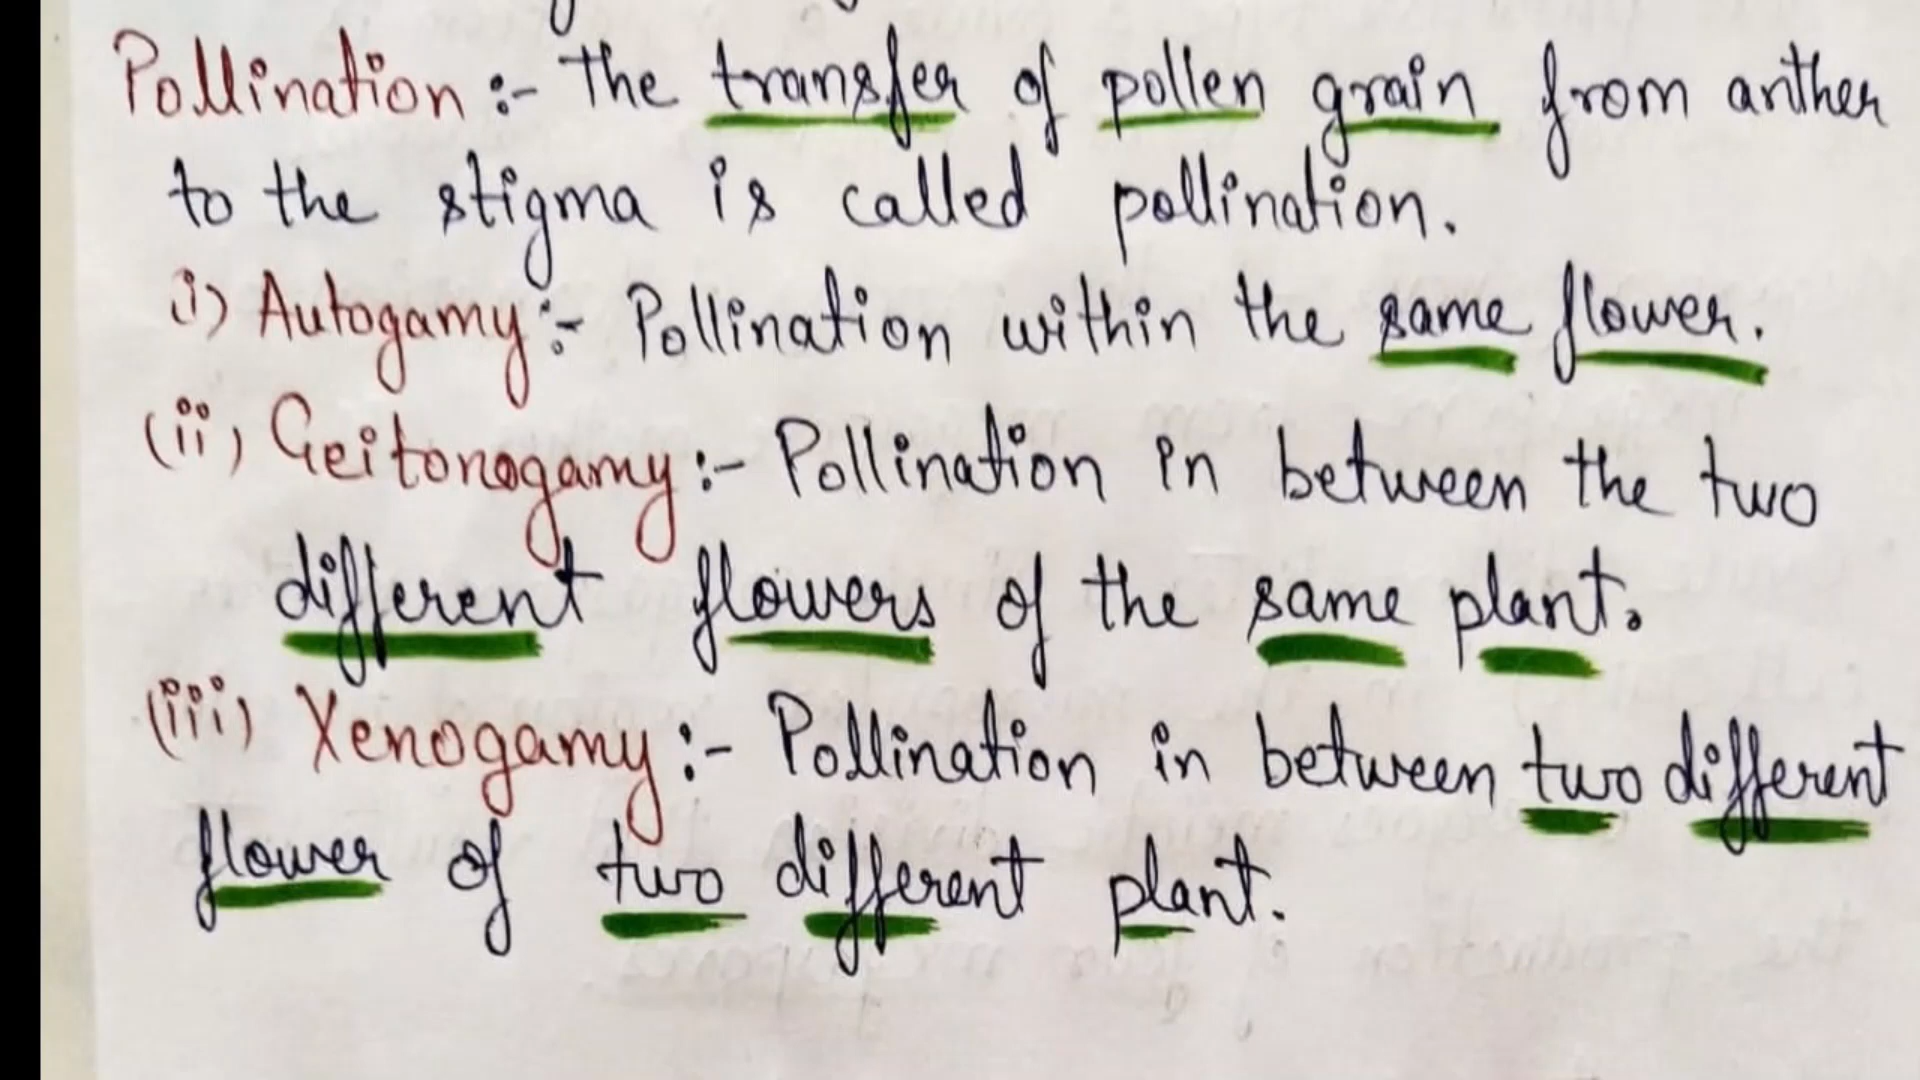 Pollination :- The transfer of pollen grain from anther
to the stigma is called pollination.
(i) Autogamy :- Pollination within the same flower.
(ii) Geitonogamy :- Pollination in between the two
different flowers of the same plant.
(iii) Xenogamy :- Pollination in between two different
flower of two different plant.